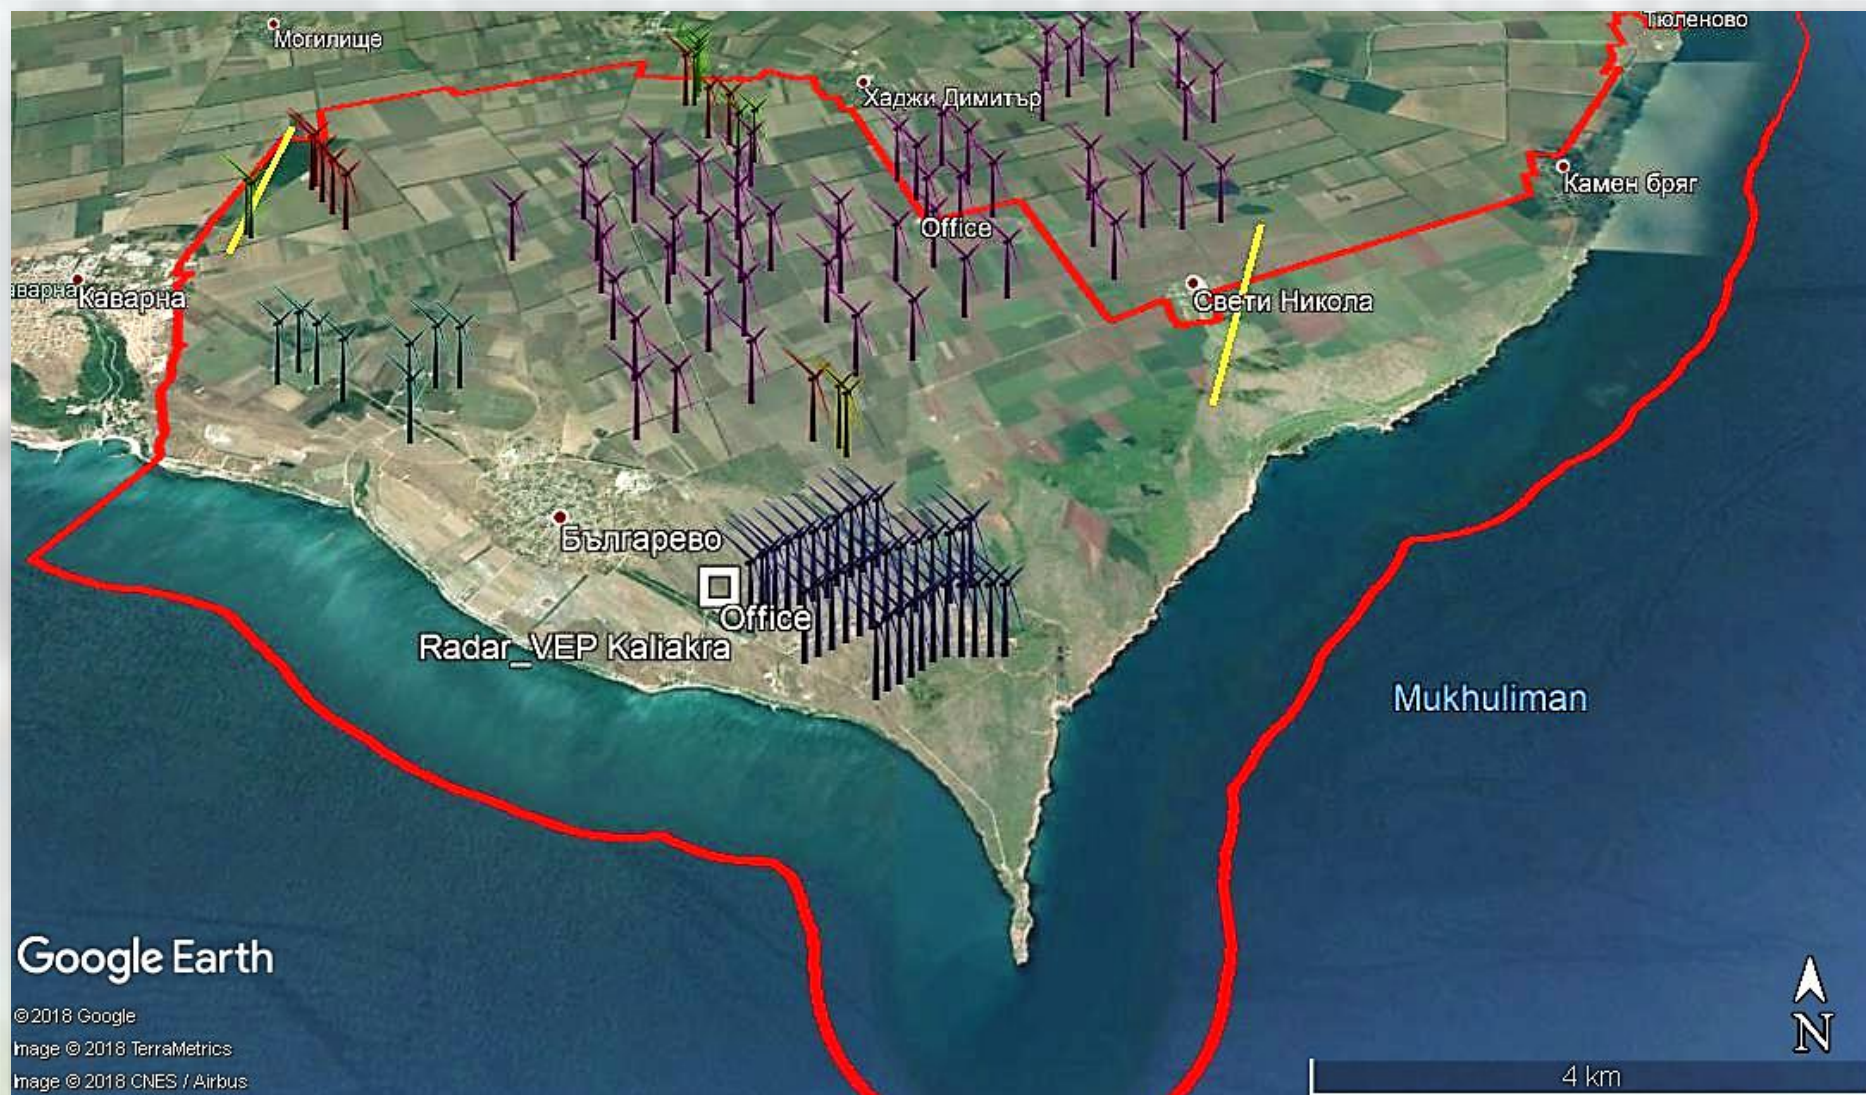 Тюленово
Могилище
Хаджи Димитър
Камен бряг
Office
Каварна
Каварна
Свети Никола
Българево
Office
Radar_VEP Kaliakra
Mukhuliman
Google Earth
©2018 Google
Image © 2018 TerraMetrics
Image © 2018 CNES / Airbus
N
4 km